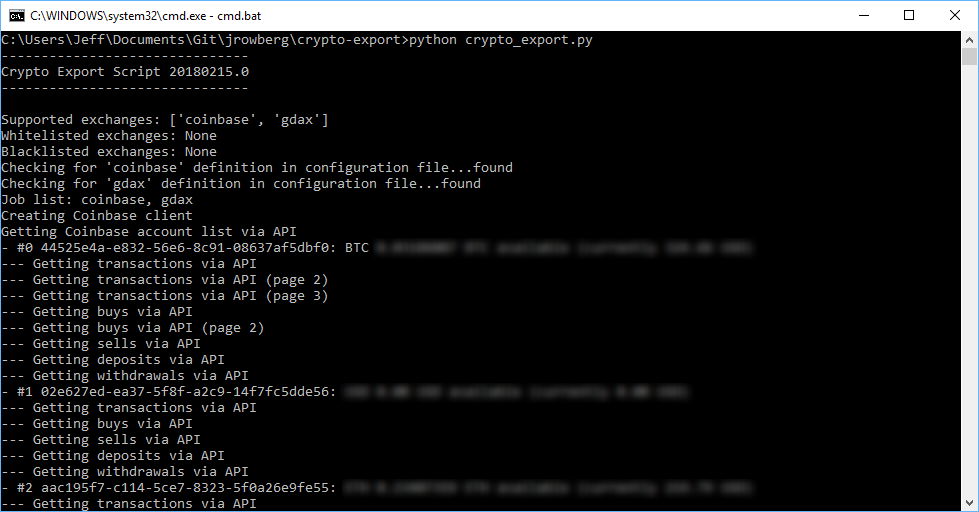 C:\WINDOWS\system32\cmd.exe - cmd.bat
C:\Users\Jeff\Documents\Git\jrowberg\crypto-export>python crypto_export.py
-------------------------------
Crypto Export Script 20180215.0
-------------------------------
Supported exchanges: ['coinbase', 'gdax']
Whitelisted exchanges: None
Blacklisted exchanges: None
Checking for 'coinbase' definition in configuration file...found
Checking for 'gdax' definition in configuration file...found
Job list: coinbase, gdax
Creating Coinbase client
Getting Coinbase account list via API
- #0 44525e4a-e832-56e6-8c91-08637af5dbf0: BTC
--- Getting transactions via API
--- Getting transactions via API (page 2)
--- Getting transactions via API (page 3)
--- Getting buys via API
--- Getting buys via API (page 2)
--- Getting sells via API
--- Getting deposits via API
--- Getting withdrawals via API
- #1 02e627ed-ea37-5f8f-a2c9-14f7fc5dde56:
--- Getting transactions via API
--- Getting buys via API
--- Getting sells via API
--- Getting deposits via API
--- Getting withdrawals via API
- #2 aac195f7-c114-5ce7-8323-5f0a26e9fe55:
--- Getting transactions via API